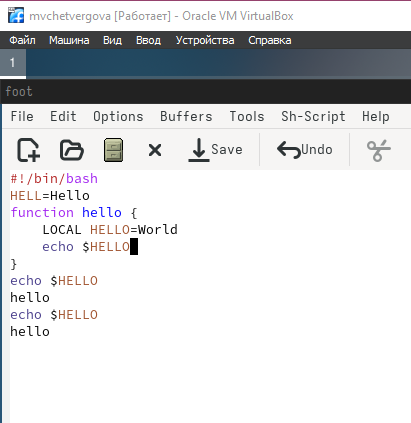 mvchetvergova [Работает] - Oracle VM VirtualBox
Файл Машина Вид Ввод Устройства Справка
1
foot
File Edit Options Buffers Tools Sh-Script Help
Save Undo
#!/bin/bash
HELL=Hello
function hello {
    LOCAL HELLO=World
    echo $HELLO
}
echo $HELLO
hello
echo $HELLO
hello